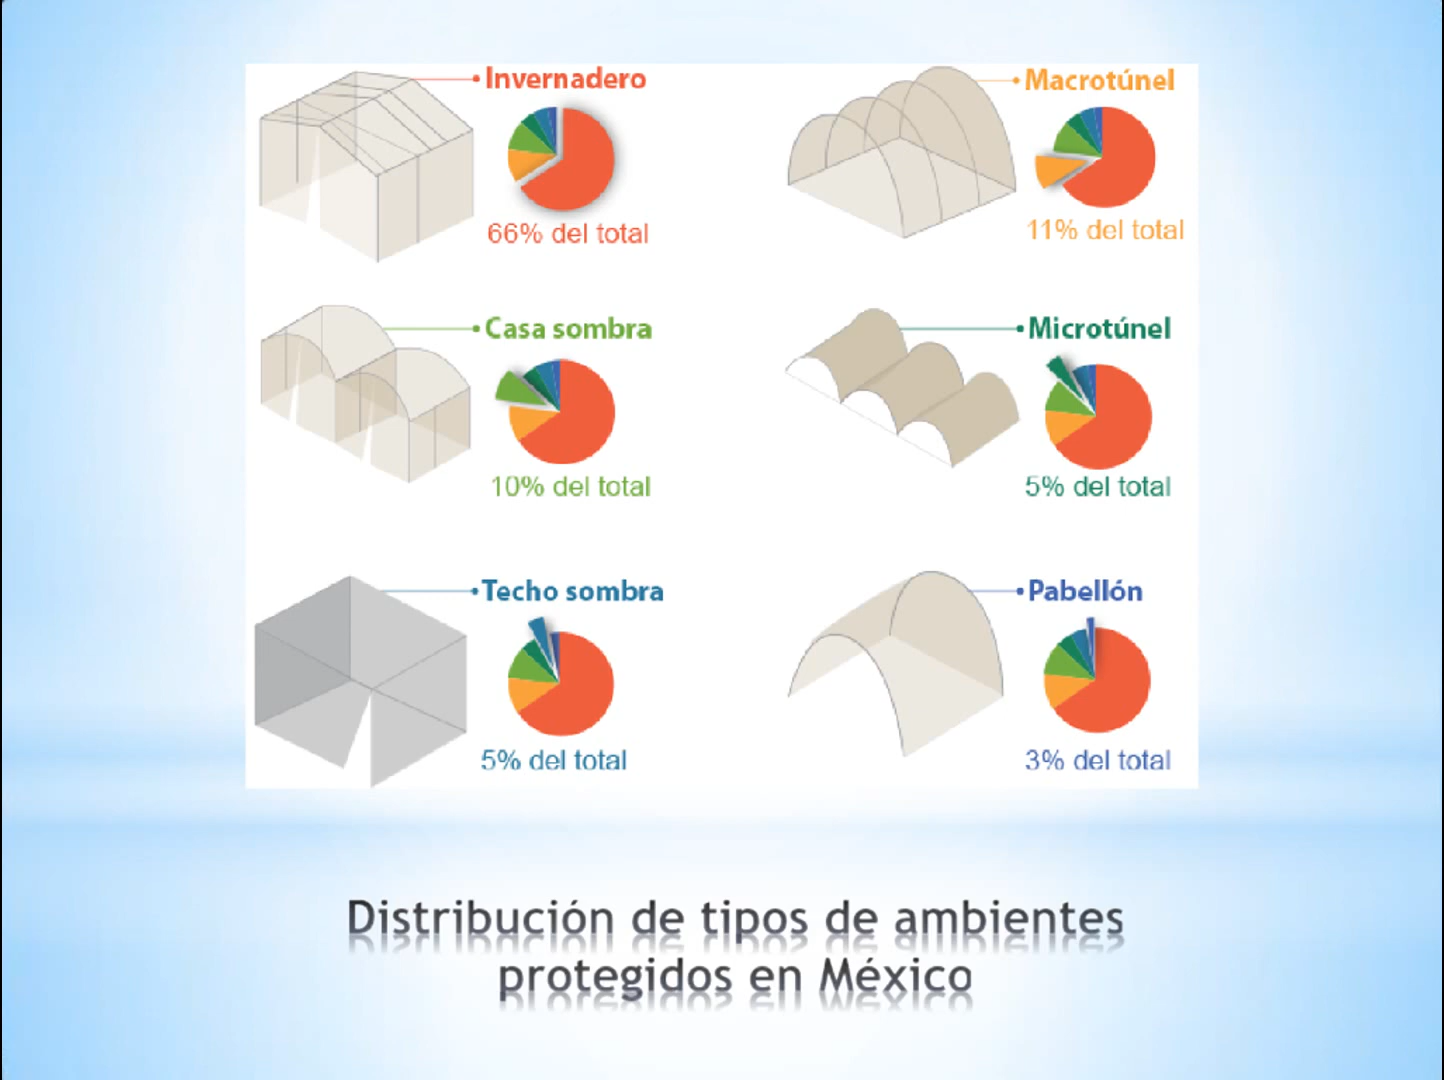 Invernadero
66% del total
Macrotúnel
11% del total
Casa sombra
10% del total
Microtúnel
5% del total
Techo sombra
5% del total
Pabellón
3% del total
Distribución de tipos de ambientes
protegidos en México